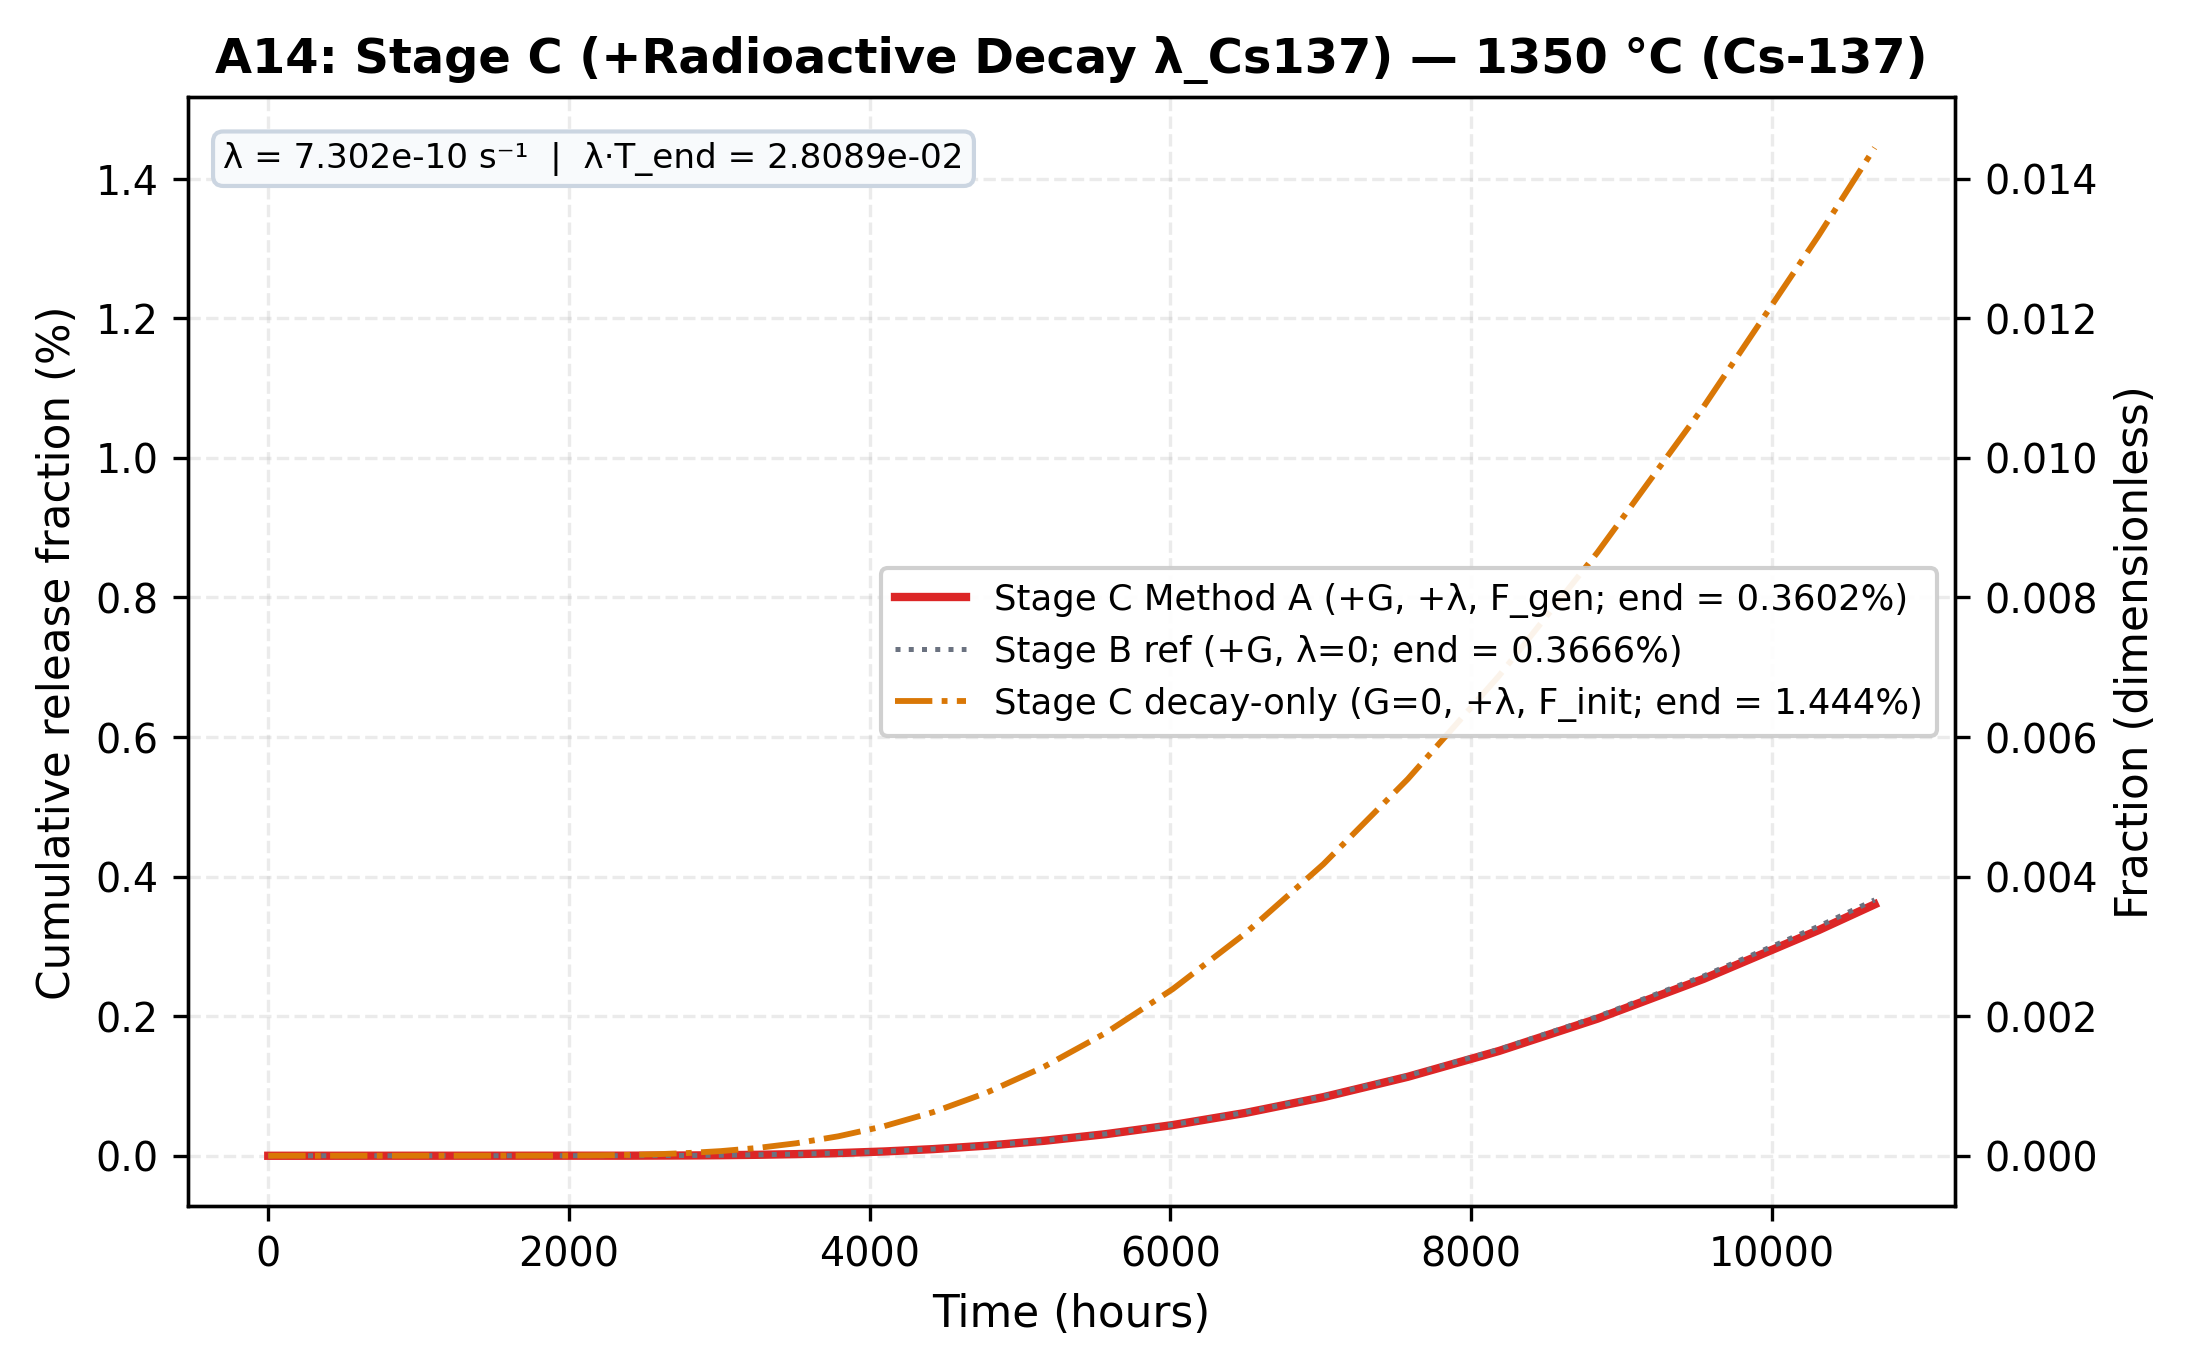 A14: Stage C (+Radioactive Decay λ_Cs137) — 1350 °C (Cs-137)
λ = 7.302e-10 s⁻¹ | λ·T_end = 2.8089e-02
Cumulative release fraction (%)
1.4
1.2
1.0
0.8
0.6
0.4
0.2
0.0
Stage C Method A (+G, +λ, F_gen; end = 0.3602%)
Stage B ref (+G, λ=0; end = 0.3666%)
Stage C decay-only (G=0, +λ, F_init; end = 1.444%)
0.014
0.012
0.010
0.008
0.006
0.004
0.002
0.000
Fraction (dimensionless)
0 2000 4000 6000 8000 10000
Time (hours)